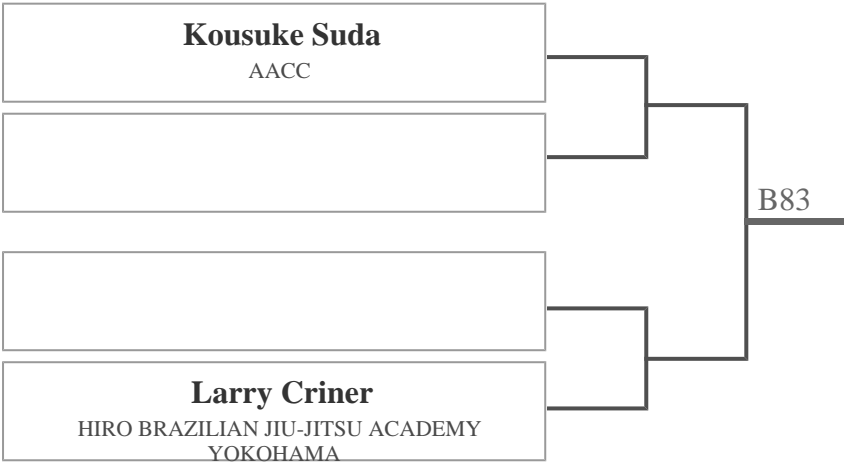 Kousuke Suda
AACC
B83
Larry Criner
HIRO BRAZILIAN JIU-JITSU ACADEMY
YOKOHAMA